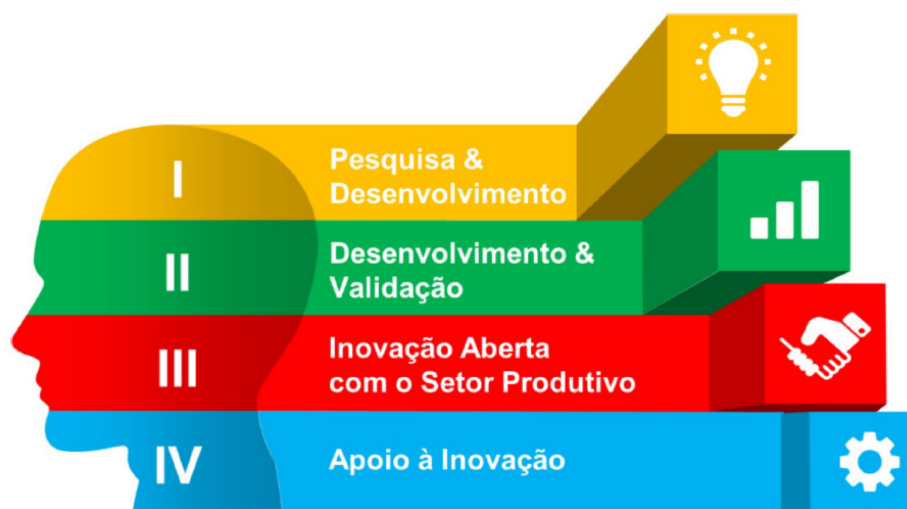 I
Pesquisa &
Desenvolvimento
II
Desenvolvimento &
Validação
III
Inovação Aberta
com o Setor Produtivo
IV
Apoio à Inovação